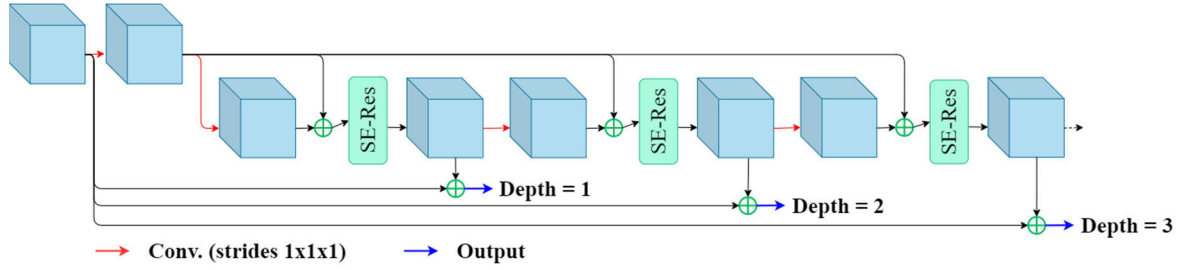 SE-Res
SE-Res
SE-Res
Depth = 1
Depth = 2
Depth = 3
Conv. (strides 1x1x1)
Output